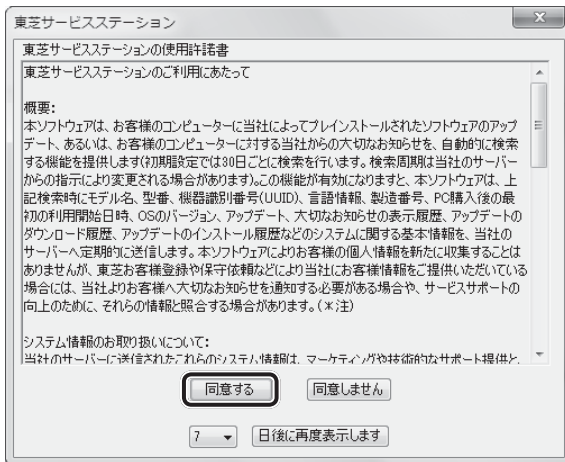 東芝サービスステーション
東芝サービスステーションの使用許諾書
東芝サービスステーションのご利用にあたって
概要:
本ソフトウェアは、お客様のコンピューターに当社によってプレインストールされたソフトウェアのアップ
デート、あるいは、お客様のコンピューターに対する当社からの大切なお知らせを、自動的に検索
する機能を提供します(初期設定では30日ごとに検索を行います。検索周期は当社のサーバー
からの指示により変更される場合があります)。この機能が有効になりますと、本ソフトウェアは、上
記検索時にモデル名、型番、機器識別番号(UUID)、言語情報、製造番号、PC購入後の最
初の利用開始日時、OSのバージョン、アップデート、大切なお知らせの表示履歴、アップデートの
ダウンロード履歴、アップデートのインストール履歴などのシステムに関する基本情報を、当社の
サーバーへ定期的に送信します。本ソフトウェアによりお客様の個人情報を新たに収集することは
ありませんが、東芝お客様登録や保守依頼などにより当社にお客様情報をご提供いただいている
場合には、当社よりお客様へ大切なお知らせを通知する必要がある場合や、サービスサポートの
向上のために、それらの情報と照合する場合があります。(*注)
システム情報のお取り扱いについて:
当社のサーバーに送信されたこれらのシステム情報は、マーケティングや技術的なサポート提供と、
同意する 同意しません
7 日後に再度表示します